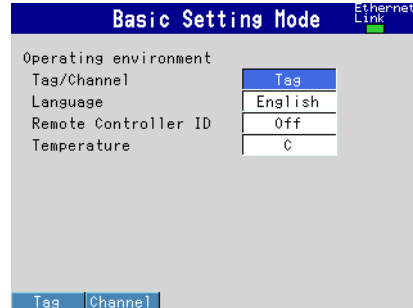 Basic Setting Mode
Ethernet
Link
Operating environment
Tag/Channel Tag
Language English
Remote Controller ID Off
Temperature C
Tag Channel